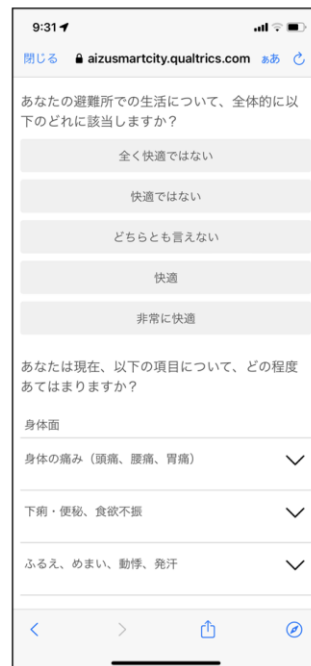 9:31
閉じる aizusmartcity.qualtrics.com ぁあ
あなたの避難所での生活について、全体的に以
下のどれに該当しますか？
全く快適ではない
快適ではない
どちらとも言えない
快適
非常に快適
あなたは現在、以下の項目について、どの程度
あてはまりますか？
身体面
身体の痛み（頭痛、腰痛、胃痛）
下痢・便秘、食欲不振
ふるえ、めまい、動悸、発汗